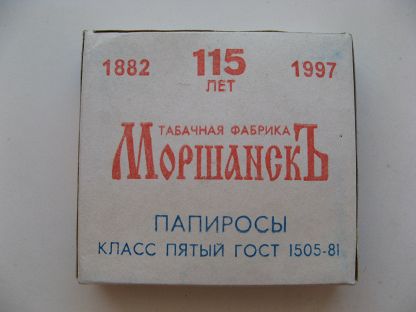 1882 115 1997
ЛЕТ
ТАБАЧНАЯ ФАБРИКА
МОРШАНСКЪ
ПАПИРОСЫ
КЛАСС ПЯТЫЙ ГОСТ 1505-81